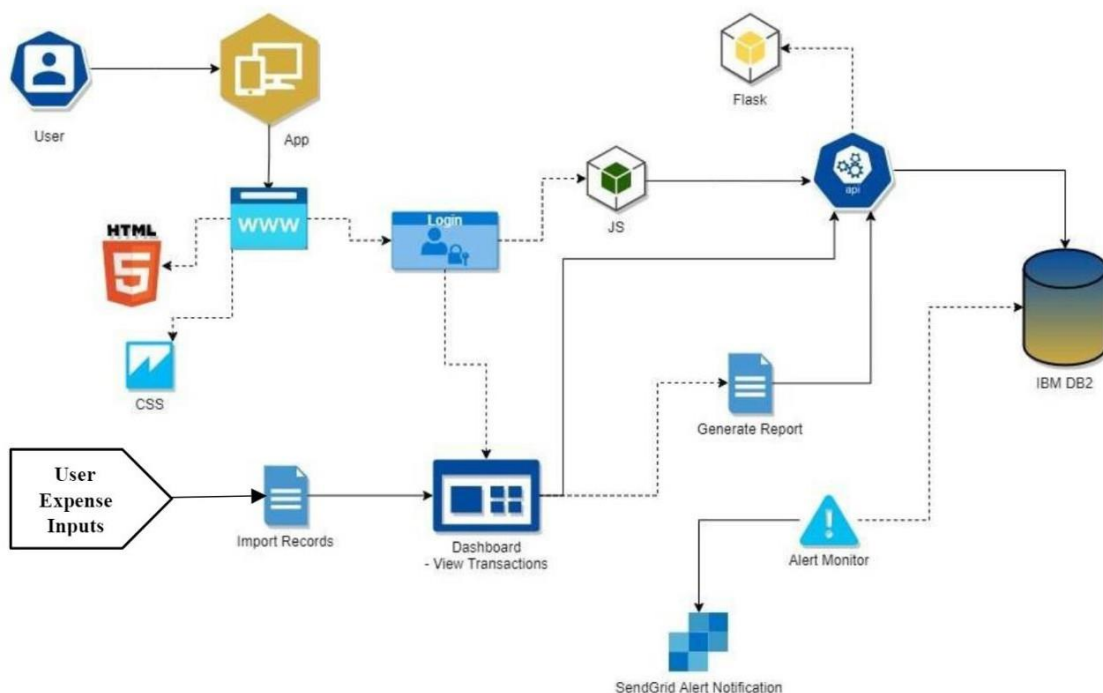 User
App
Flask
api
WWW
Login
HTML
5
JS
CSS
IBM DB2
Generate Report
User
Expense
Inputs
Import Records
Dashboard
- View Transactions
Alert Monitor
SendGrid Alert Notification